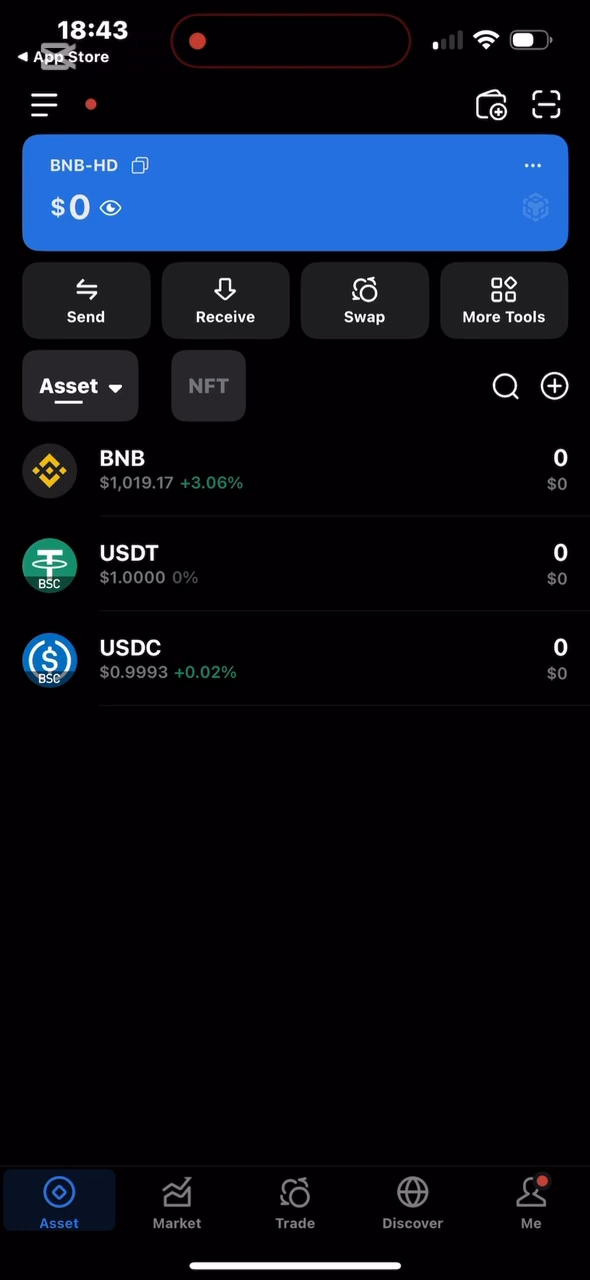 18:43
◀ App Store
BNB-HD
$0
Send
Receive
Swap
More Tools
Asset
NFT
BNB
0
$1,019.17 +3.06%
$0
BSC
USDT
0
$1.0000 0%
$0
BSC
USDC
0
$0.9993 +0.02%
$0
Asset
Market
Trade
Discover
Me